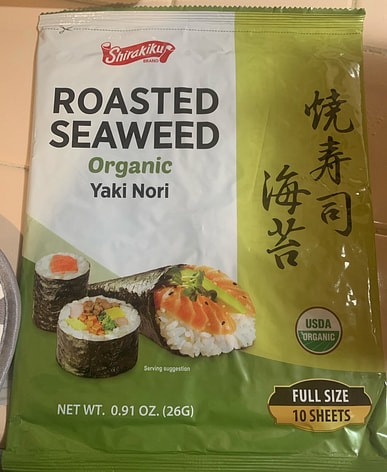 Shirakiku
BRAND
ROASTED
SEAWEED
Organic
Yaki Nori
焼寿司
海苔
USDA
ORGANIC
Serving suggestion
FULL SIZE
10 SHEETS
NET WT. 0.91 OZ. (26G)